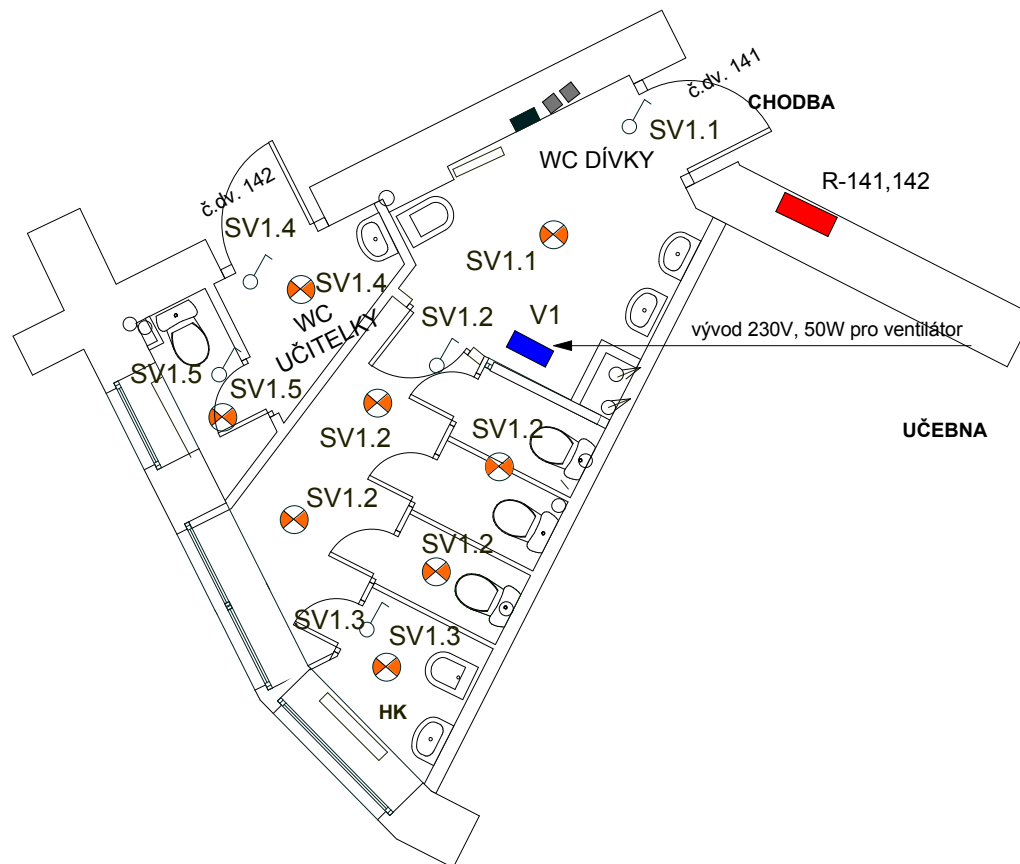 č.dv. 141
CHODBA
SV1.1
WC DÍVKY
R-141,142
č.dv. 142
SV1.4
SV1.1
SV1.4
V1
SV1.2
WC
UČITELKY
vývod 230V, 50W pro ventilátor
SV1.5
SV1.5
SV1.2
SV1.2
UČEBNA
SV1.2
SV1.2
SV1.3
SV1.3
HK